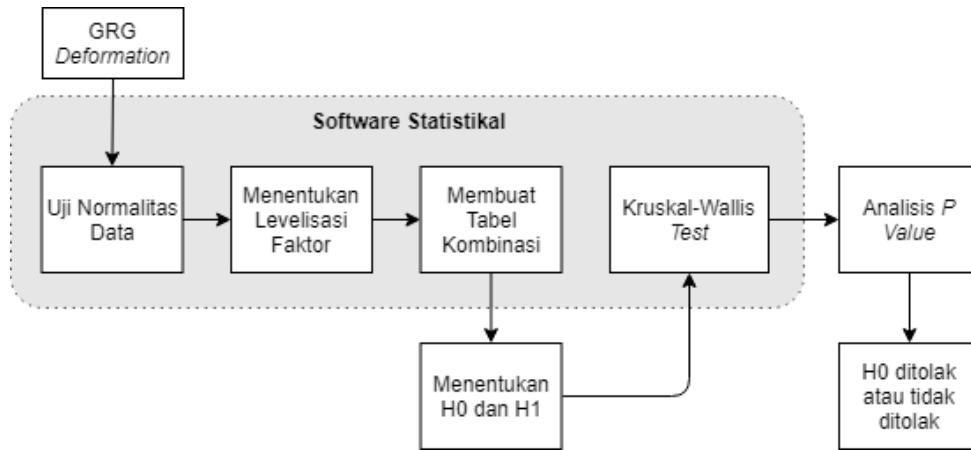 GRG
Deformation
Software Statistikal
Uji Normalitas
Data
Menentukan
Levelisasi
Faktor
Membuat
Tabel
Kombinasi
Kruskal-Wallis
Test
Analisis P
Value
Menentukan
H0 dan H1
H0 ditolak
atau tidak
ditolak